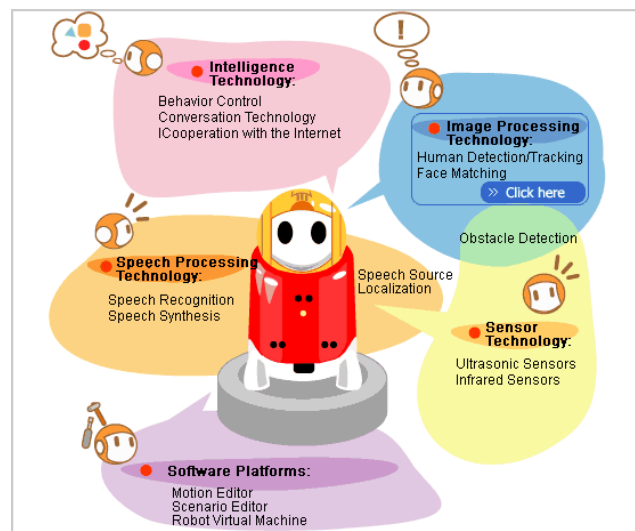 !
Intelligence
Technology:
Behavior Control
Conversation Technology
ICooperation with the Internet
Image Processing
Technology:
Human Detection/Tracking
Face Matching
>> Click here
Obstacle Detection
Speech Processing
Technology:
Speech Recognition
Speech Synthesis
Speech Source
Localization
Sensor
Technology:
Ultrasonic Sensors
Infrared Sensors
Software Platforms:
Motion Editor
Scenario Editor
Robot Virtual Machine